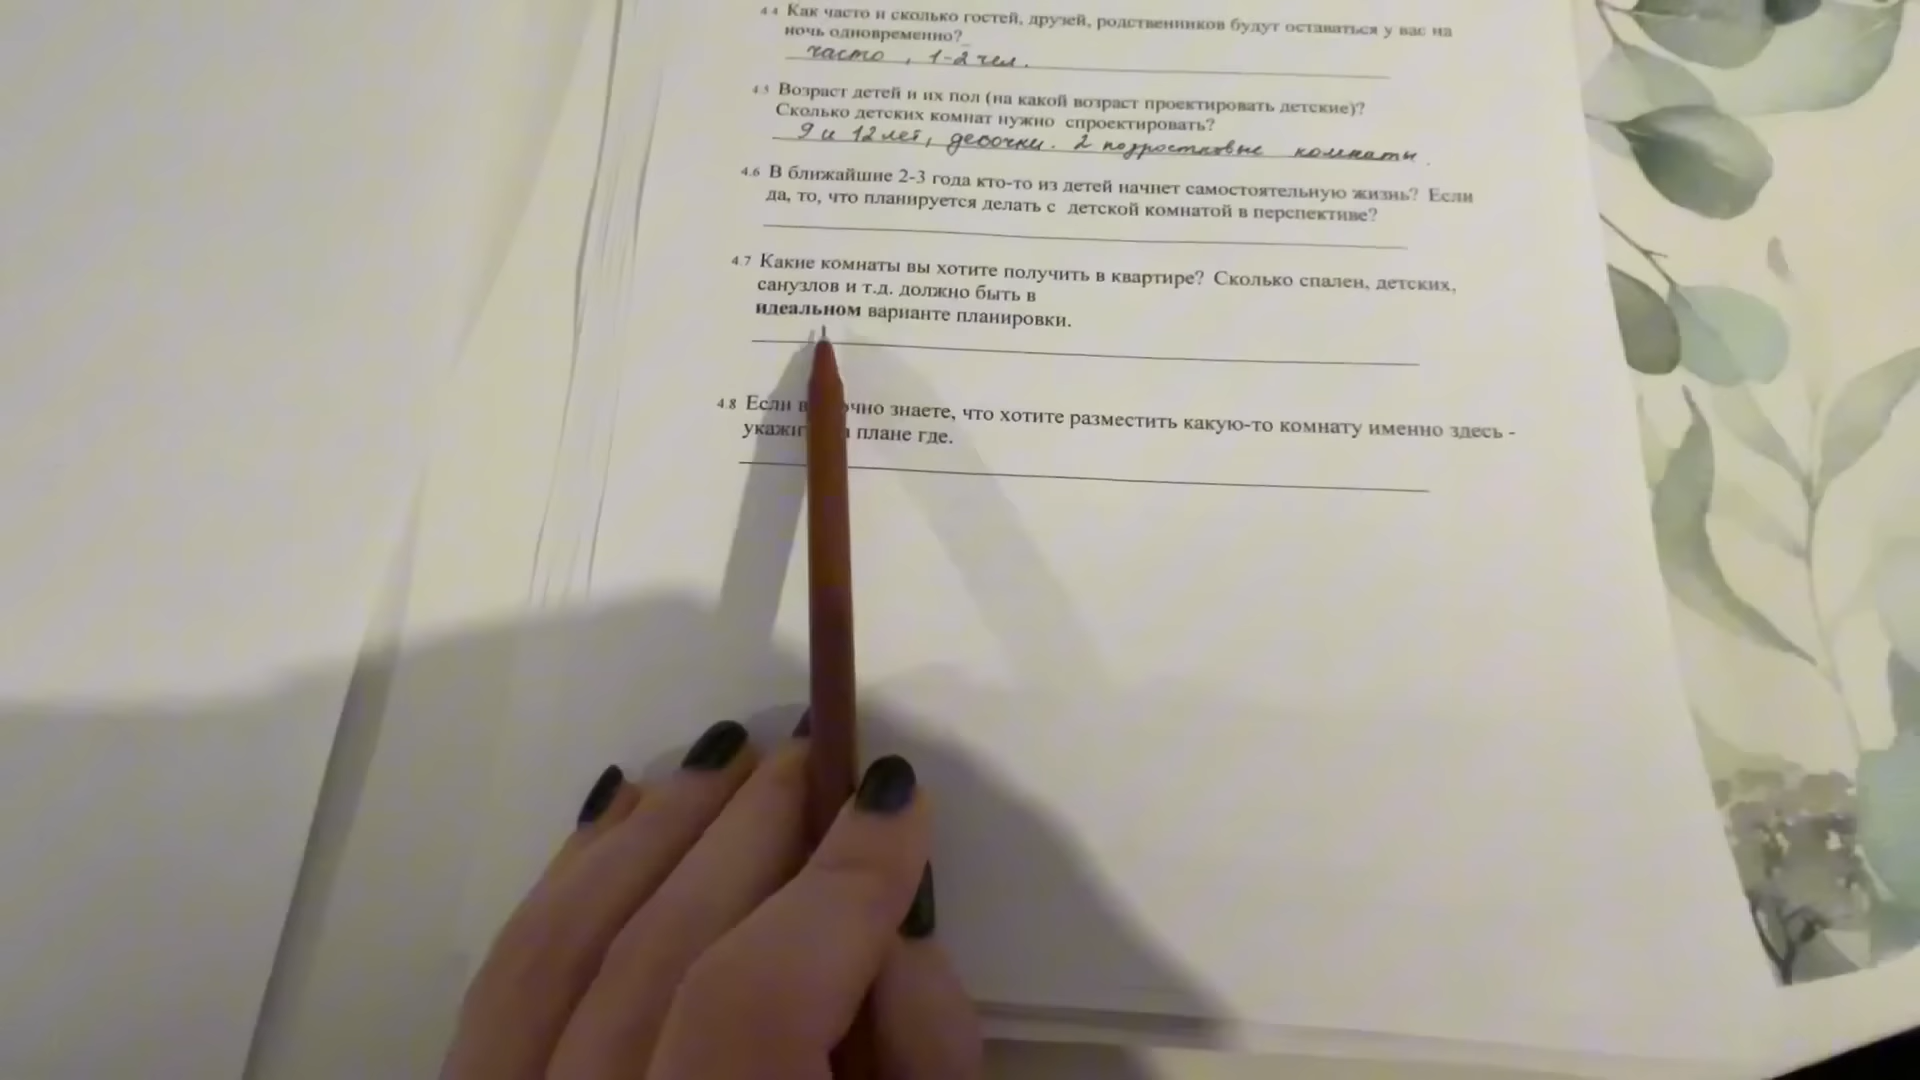 4.4 Как часто и сколько гостей, друзей, родственников будут оставаться у вас на
ночь одновременно?
часто , 1-2 чел.
4.5 Возраст детей и их пол (на какой возраст проектировать детские)?
Сколько детских комнат нужно спроектировать?
9 и 12 лет, девочки. 2 подростковые комнаты.
4.6 В ближайшие 2-3 года кто-то из детей начнет самостоятельную жизнь? Если
да, то, что планируется делать с детской комнатой в перспективе?
4.7 Какие комнаты вы хотите получить в квартире? Сколько спален, детских,
санузлов и т.д. должно быть в
идеальном варианте планировки.
4.8 Если очно знаете, что хотите разместить какую-то комнату именно здесь -
плане где.